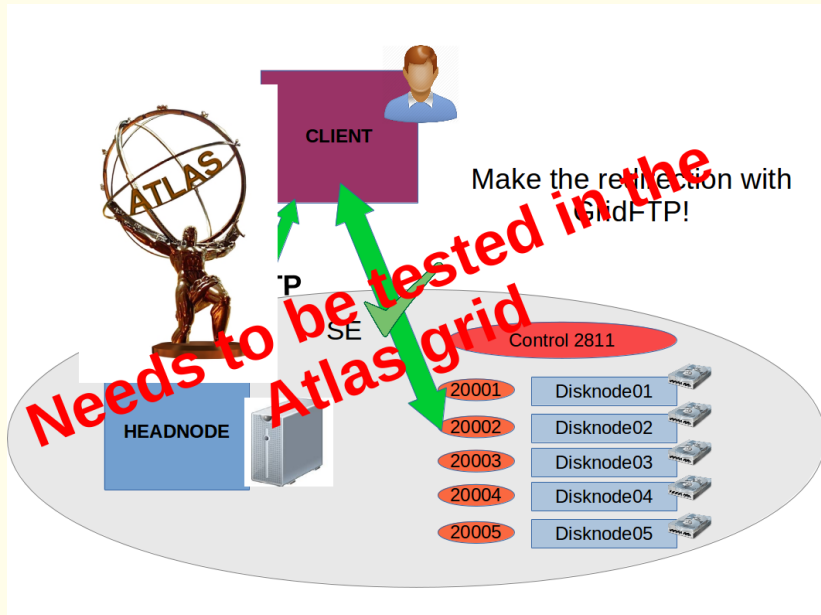 CLIENT
ATLAS
Make the redirection with
GridFTP!
Needs to be tested in the
Atlas grid
TP
SE
Control 2811
HEADNODE
20001
Disknode01
20002
Disknode02
20003
Disknode03
20004
Disknode04
20005
Disknode05